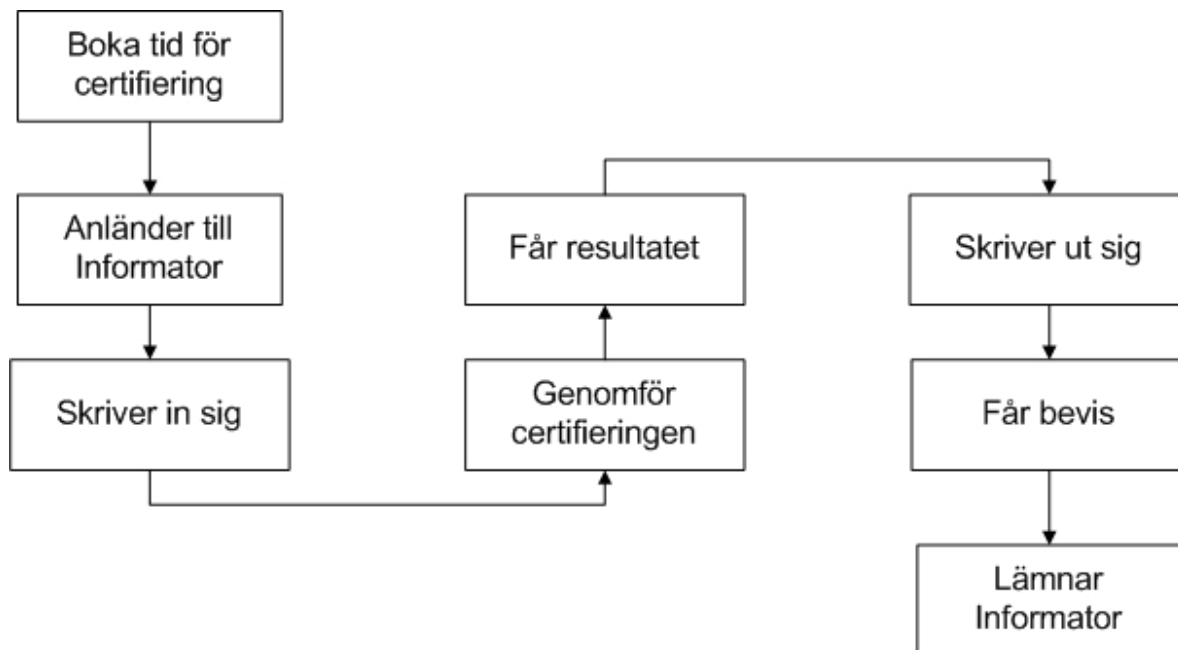 Boka tid för
certifiering
Anländer till
Informator
Skriver in sig
Genomför
certifieringen
Får resultatet
Skriver ut sig
Får bevis
Lämnar
Informator